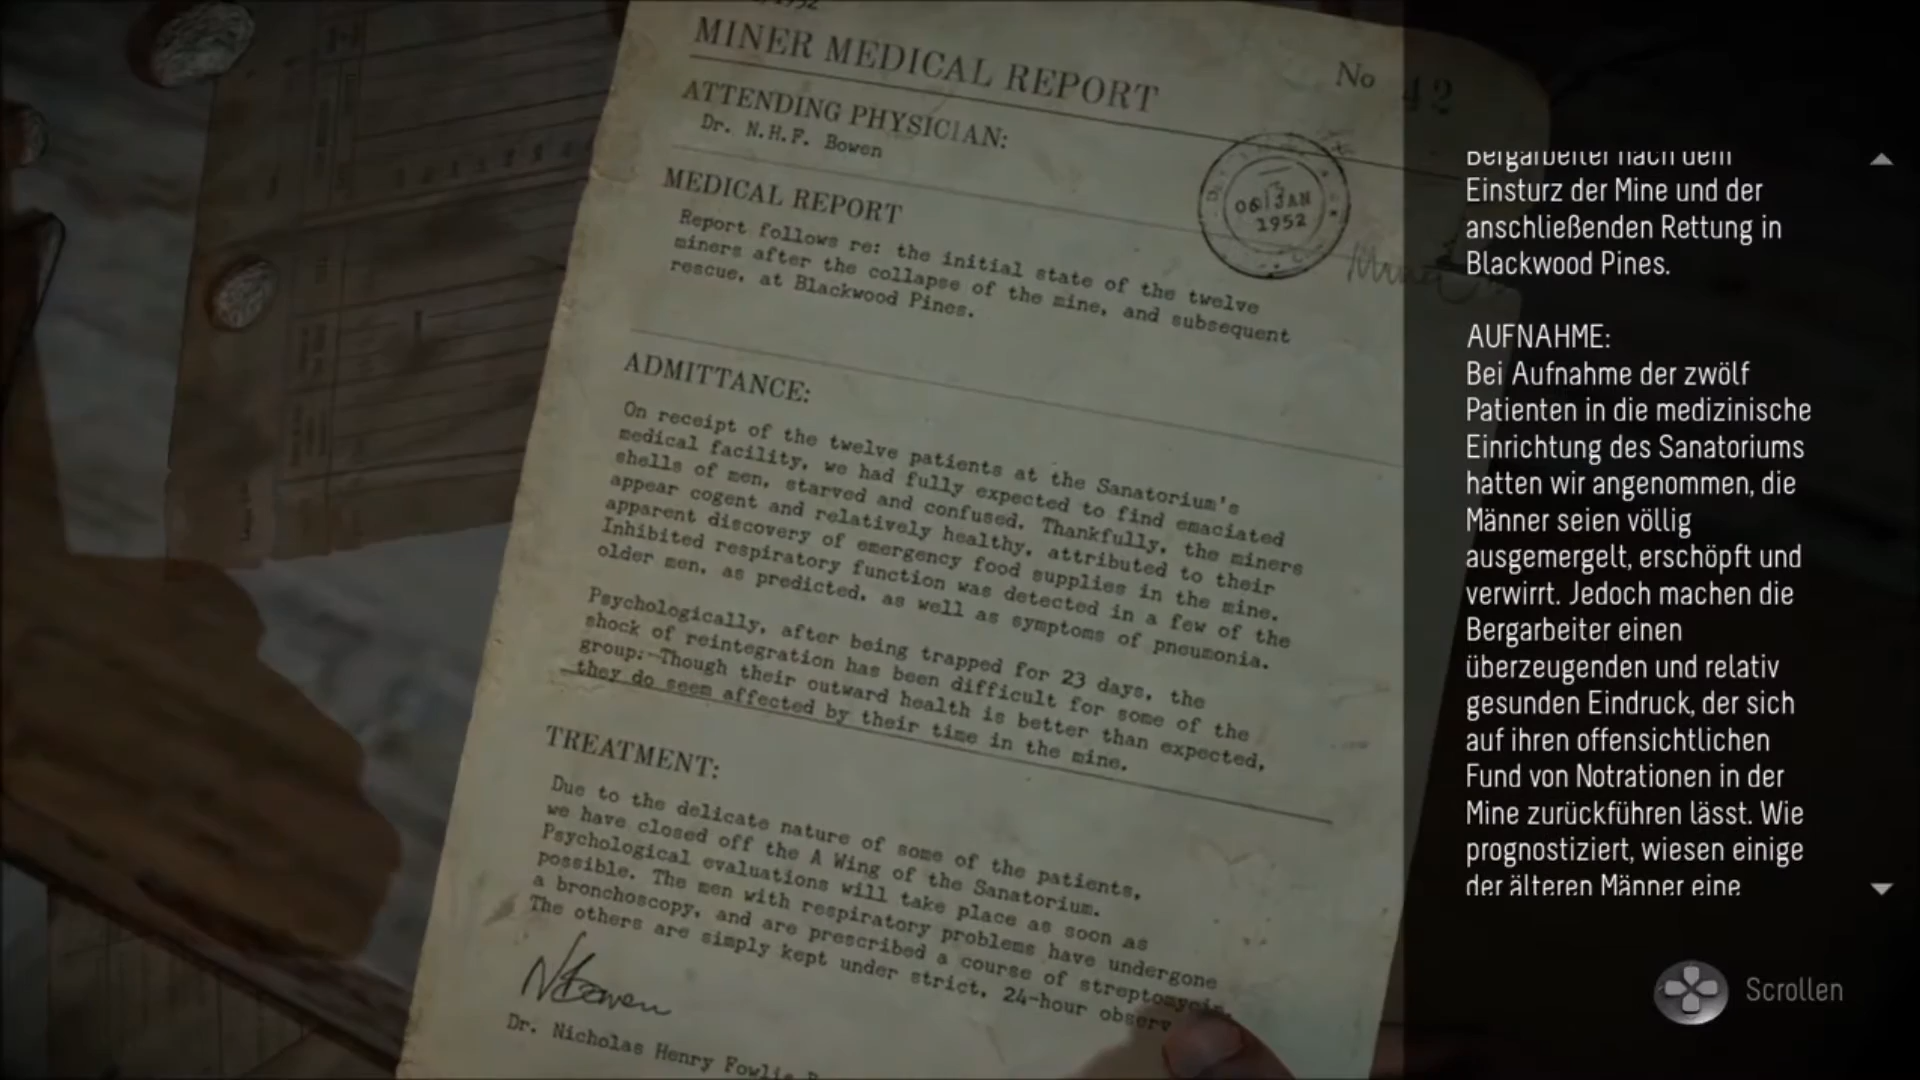 MINER MEDICAL REPORT
No 42
ATTENDING PHYSICIAN:
Dr. N.H.F. Bowen
MEDICAL REPORT
Report follows re: the initial state of the twelve
miners after the collapse of the mine, and subsequent
rescue, at Blackwood Pines.
JAN
1952
ADMITTANCE:
On receipt of the twelve patients at the Sanatorium's
medical facility, we had fully expected to find emaciated
shells of men, starved and confused. Thankfully, the miners
appear cogent and relatively healthy, attributed to their
apparent discovery of emergency food supplies in the mine.
Inhibited respiratory function was detected in a few of the
older men, as predicted, as well as symptoms of pneumonia.
Psychologically, after being trapped for 23 days, the
shock of reintegration has been difficult for some of the
group. Though their outward health is better than expected,
they do seem affected by their time in the mine.
TREATMENT:
Due to the delicate nature of some of the patients,
we have closed off the A Wing of the Sanatorium.
Psychological evaluations will take place as soon as
possible. The men with respiratory problems have undergone
a bronchoscopy, and are prescribed a course of streptomycin.
The others are simply kept under strict, 24-hour observ
NBowen
Dr. Nicholas Henry Fowlis B
Bergarbeiter nach dem
Einsturz der Mine und der
anschließenden Rettung in
Blackwood Pines.
AUFNAHME:
Bei Aufnahme der zwölf
Patienten in die medizinische
Einrichtung des Sanatoriums
hatten wir angenommen, die
Männer seien völlig
ausgemergelt, erschöpft und
verwirrt. Jedoch machen die
Bergarbeiter einen
überzeugenden und relativ
gesunden Eindruck, der sich
auf ihren offensichtlichen
Fund von Notrationen in der
Mine zurückführen lässt. Wie
prognostiziert, wiesen einige
der älteren Männer eine
Scrollen